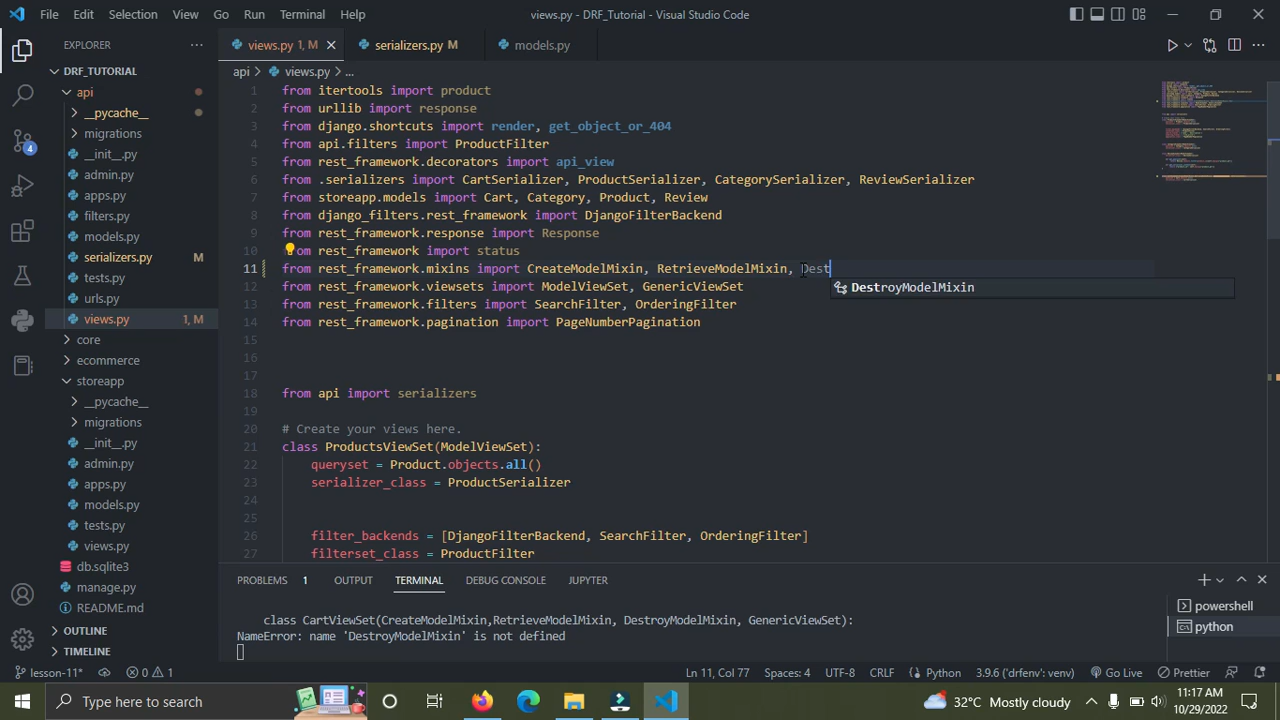 File Edit Selection View Go Run Terminal Help
views.py - DRF_Tutorial - Visual Studio Code
EXPLORER
DRF_TUTORIAL
api
__pycache__
migrations
__init__.py
admin.py
apps.py
filters.py
models.py
serializers.py M
tests.py
urls.py
views.py 1, M
core
ecommerce
storeapp
__pycache__
migrations
__init__.py
admin.py
apps.py
models.py
tests.py
views.py
db.sqlite3
manage.py
README.md
OUTLINE
TIMELINE
4
views.py 1, M
serializers.py M
models.py
api > views.py > ...
1 from itertools import product
2 from urllib import response
3 from django.shortcuts import render, get_object_or_404
4 from api.filters import ProductFilter
5 from rest_framework.decorators import api_view
6 from .serializers import CartSerializer, ProductSerializer, CategorySerializer, ReviewSerializer
7 from storeapp.models import Cart, Category, Product, Review
8 from django_filters.rest_framework import DjangoFilterBackend
9 from rest_framework.response import Response
10 from rest_framework import status
11 from rest_framework.mixins import CreateModelMixin, RetrieveModelMixin, Dest
DestroyModelMixin
12 from rest_framework.viewsets import ModelViewSet, GenericViewSet
13 from rest_framework.filters import SearchFilter, OrderingFilter
14 from rest_framework.pagination import PageNumberPagination
15
16
17
18 from api import serializers
19
20 # Create your views here.
21 class ProductsViewSet(ModelViewSet):
22 queryset = Product.objects.all()
23 serializer_class = ProductSerializer
24
25
26 filter_backends = [DjangoFilterBackend, SearchFilter, OrderingFilter]
27 filterset_class = ProductFilter
PROBLEMS 1 OUTPUT TERMINAL DEBUG CONSOLE JUPYTER
class CartViewSet(CreateModelMixin,RetrieveModelMixin, DestroyModelMixin, GenericViewSet):
NameError: name 'DestroyModelMixin' is not defined
powershell
python
lesson-11* 0 1 Ln 11, Col 77 Spaces: 4 UTF-8 CRLF Python 3.9.6 ('drfenv': venv) Go Live Prettier
Type here to search
32°C Mostly cloudy
11:17 AM
10/29/2022